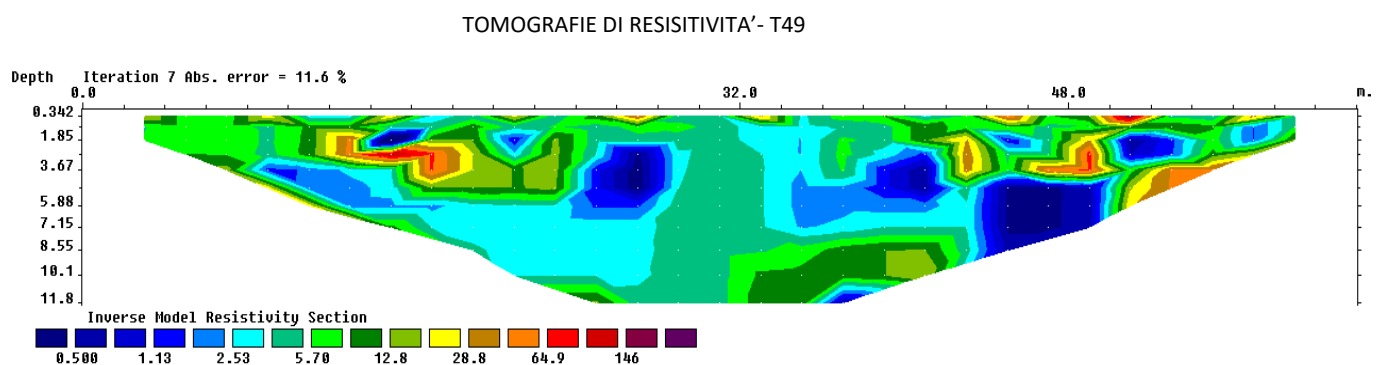 TOMOGRAFIE DI RESISITIVITA’- T49
Depth Iteration 7 Abs. error = 11.6 %
0.0 32.0 48.0 m.
0.342
1.85
3.67
5.88
7.15
8.55
10.1
11.8
Inverse Model Resistivity Section
0.500 1.13 2.53 5.70 12.8 28.8 64.9 146